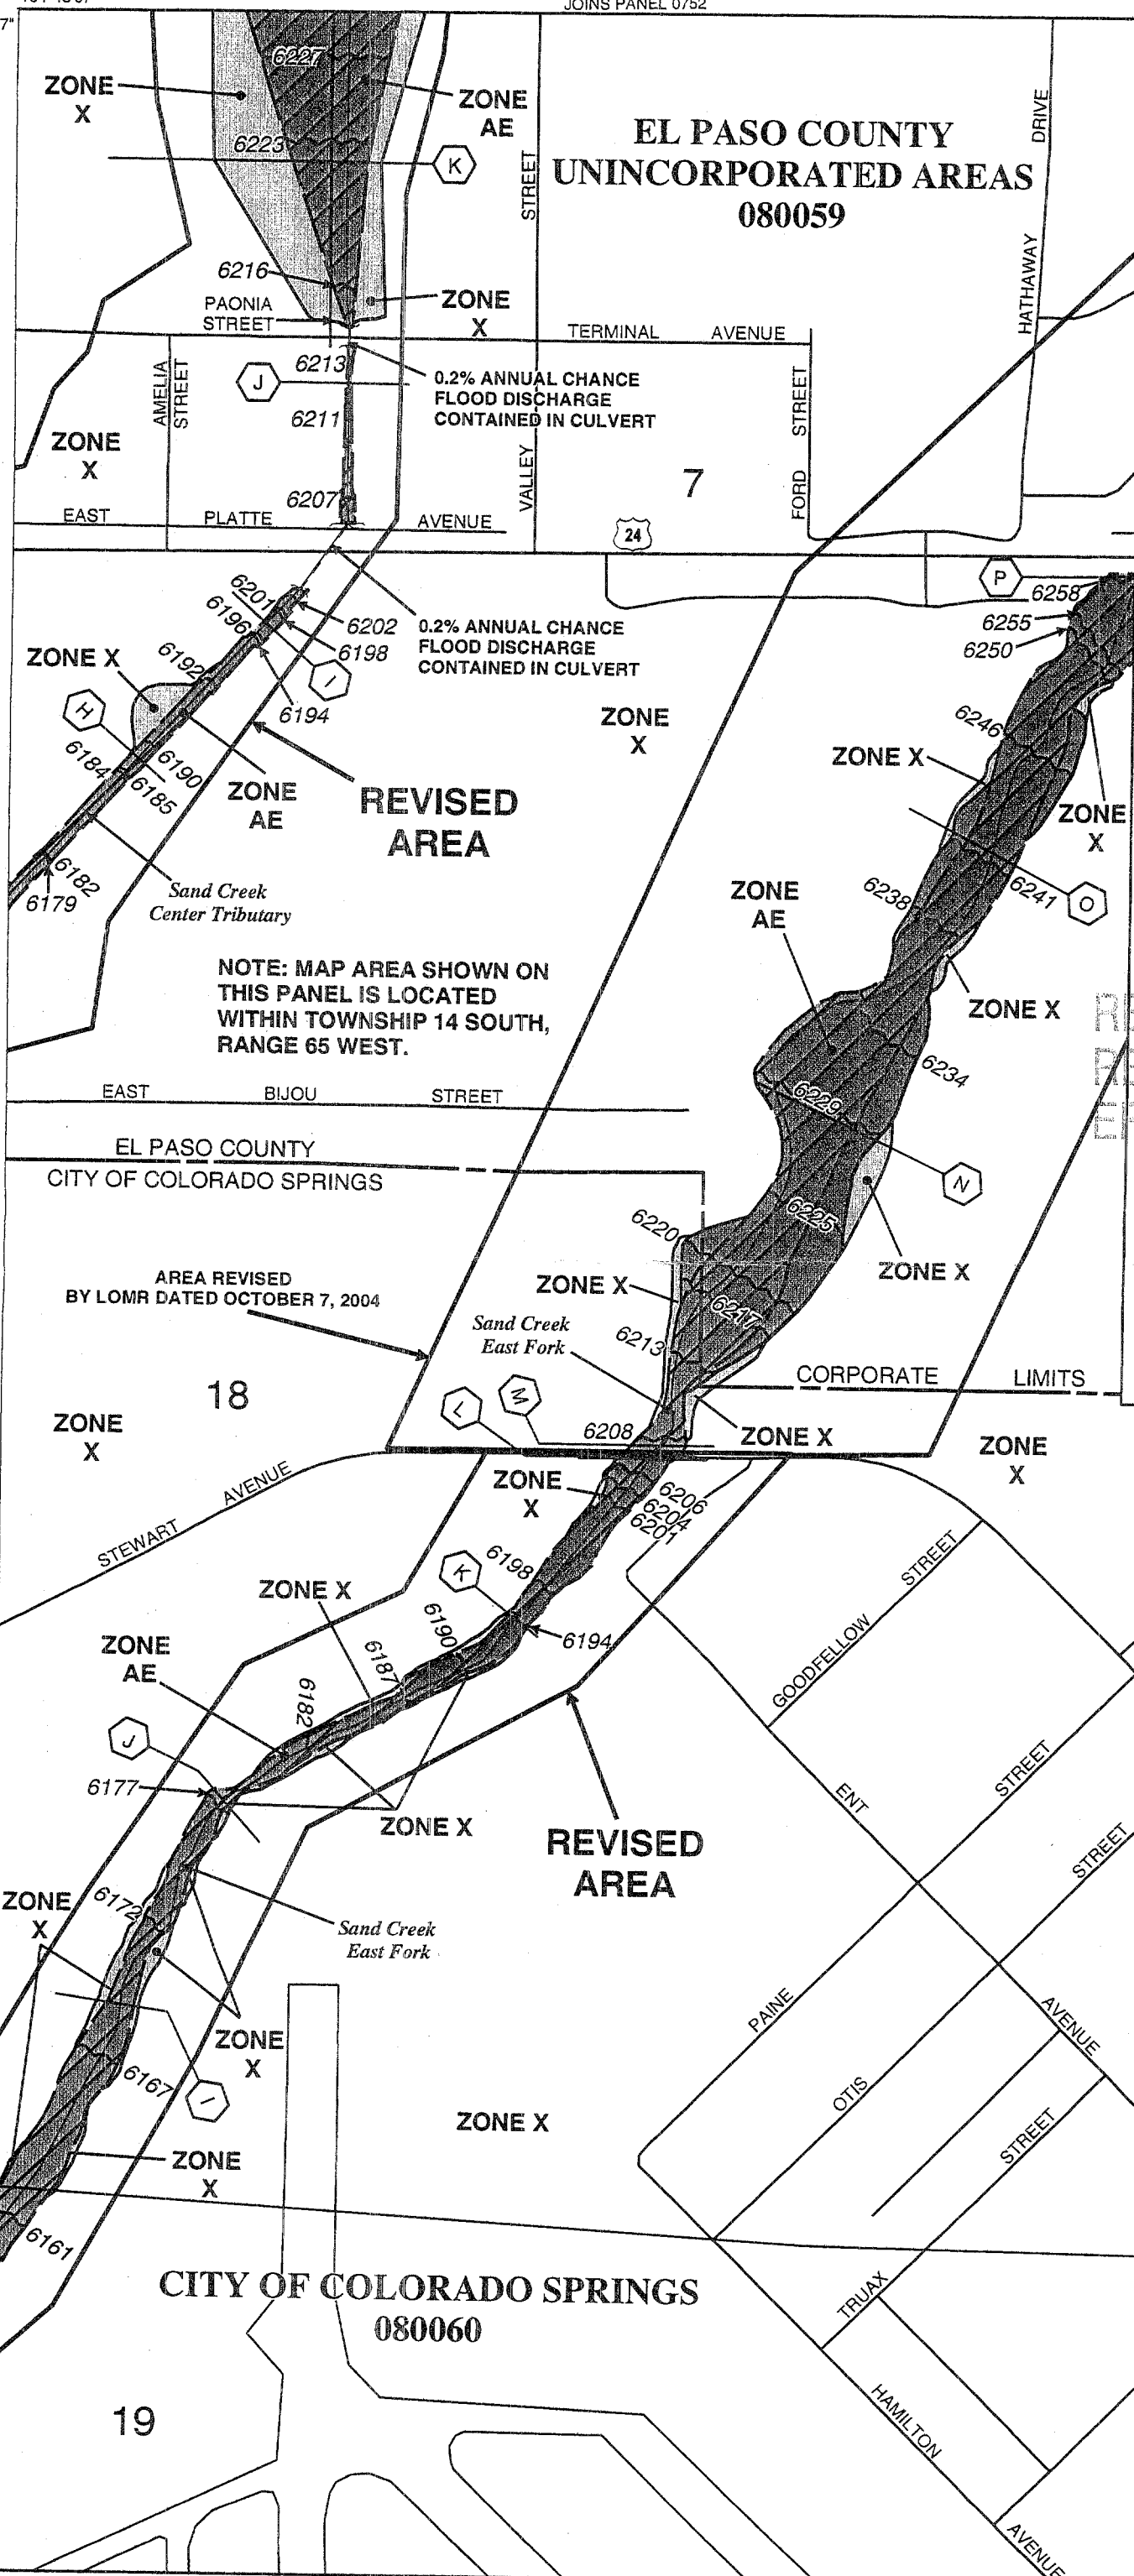 JOINS PANEL 0752
7"
6227
ZONE
X
ZONE
AE
EL PASO COUNTY
UNINCORPORATED AREAS
080059
DRIVE
HATHAWAY
6223
K
STREET
6216
PAONIA
STREET
ZONE
X
TERMINAL AVENUE
6213
J
0.2% ANNUAL CHANCE
FLOOD DISCHARGE
CONTAINED IN CULVERT
AMELIA
STREET
6211
STREET
FORD
ZONE
X
VALLEY
7
6207
EAST PLATTE AVENUE
24
P
6258
6201
6202
6255
6196
0.2% ANNUAL CHANCE
FLOOD DISCHARGE
CONTAINED IN CULVERT
6250
6198
ZONE X
6192
I
H
6194
ZONE
X
6246
6184
6190
6185
ZONE X
ZONE
AE
REVISED
AREA
ZONE
X
6182
6179
Sand Creek
Center Tributary
ZONE
AE
6238
6241
O
NOTE: MAP AREA SHOWN ON
THIS PANEL IS LOCATED
WITHIN TOWNSHIP 14 SOUTH,
RANGE 65 WEST.
ZONE X
6234
EAST BIJOU STREET
6229
EL PASO COUNTY
CITY OF COLORADO SPRINGS
N
6225
6220
AREA REVISED
BY LOMR DATED OCTOBER 7, 2004
ZONE X
ZONE X
6217
Sand Creek
East Fork
6213
CORPORATE LIMITS
18
ZONE
X
L
M
6208
ZONE X
ZONE
X
STEWART AVENUE
ZONE
X
6206
6204
6201
6198
K
GOODFELLOW STREET
ZONE X
6190
6194
ZONE
AE
6187
6182
J
6177
ENT
STREET
ZONE X
REVISED
AREA
STREET
ZONE
X
6172
Sand Creek
East Fork
PAINE
AVENUE
ZONE
X
6167
I
OTIS
ZONE X
STREET
ZONE
X
6161
CITY OF COLORADO SPRINGS
080060
TRUAX
19
HAMILTON
AVENUE